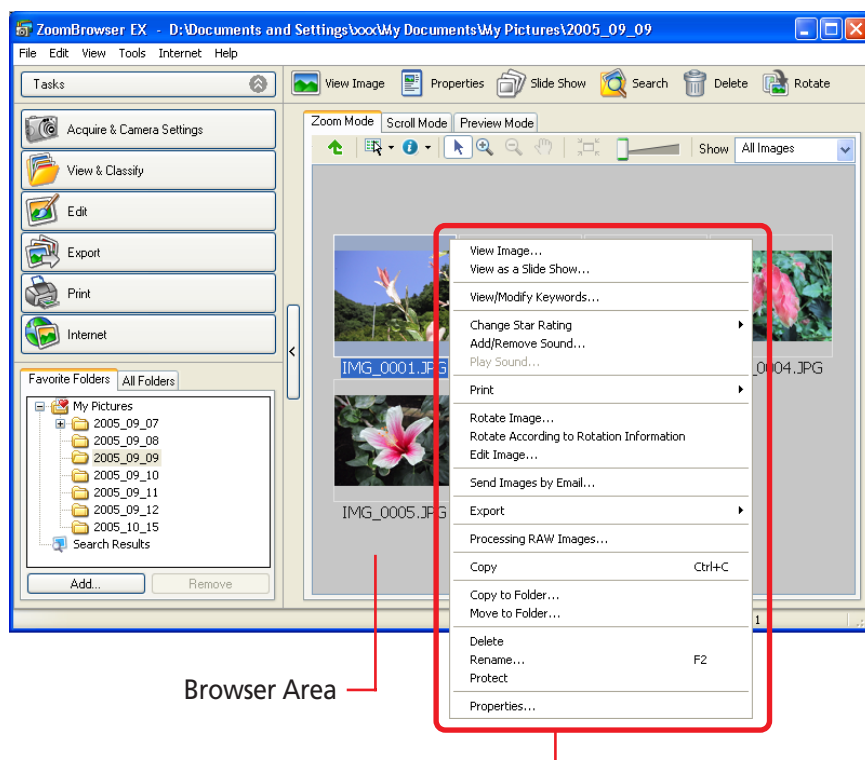 ZoomBrowser EX - D:\Documents and Settings\xxx\My Documents\My Pictures\2005_09_09
File Edit View Tools Internet Help
Tasks
View Image Properties Slide Show Search Delete Rotate
Acquire & Camera Settings
View & Classify
Edit
Export
Print
Internet
Favorite Folders All Folders
My Pictures
2005_09_07
2005_09_08
2005_09_09
2005_09_10
2005_09_11
2005_09_12
2005_10_15
Search Results
Add... Remove
Zoom Mode Scroll Mode Preview Mode
Show All Images
IMG_0001.JPG
_0004.JPG
IMG_0005.JPG
View Image...
View as a Slide Show...
View/Modify Keywords...
Change Star Rating
Add/Remove Sound...
Play Sound...
Print
Rotate Image...
Rotate According to Rotation Information
Edit Image...
Send Images by Email...
Export
Processing RAW Images...
Copy Ctrl+C
Copy to Folder...
Move to Folder...
Delete
Rename... F2
Protect
Properties...
1
Browser Area